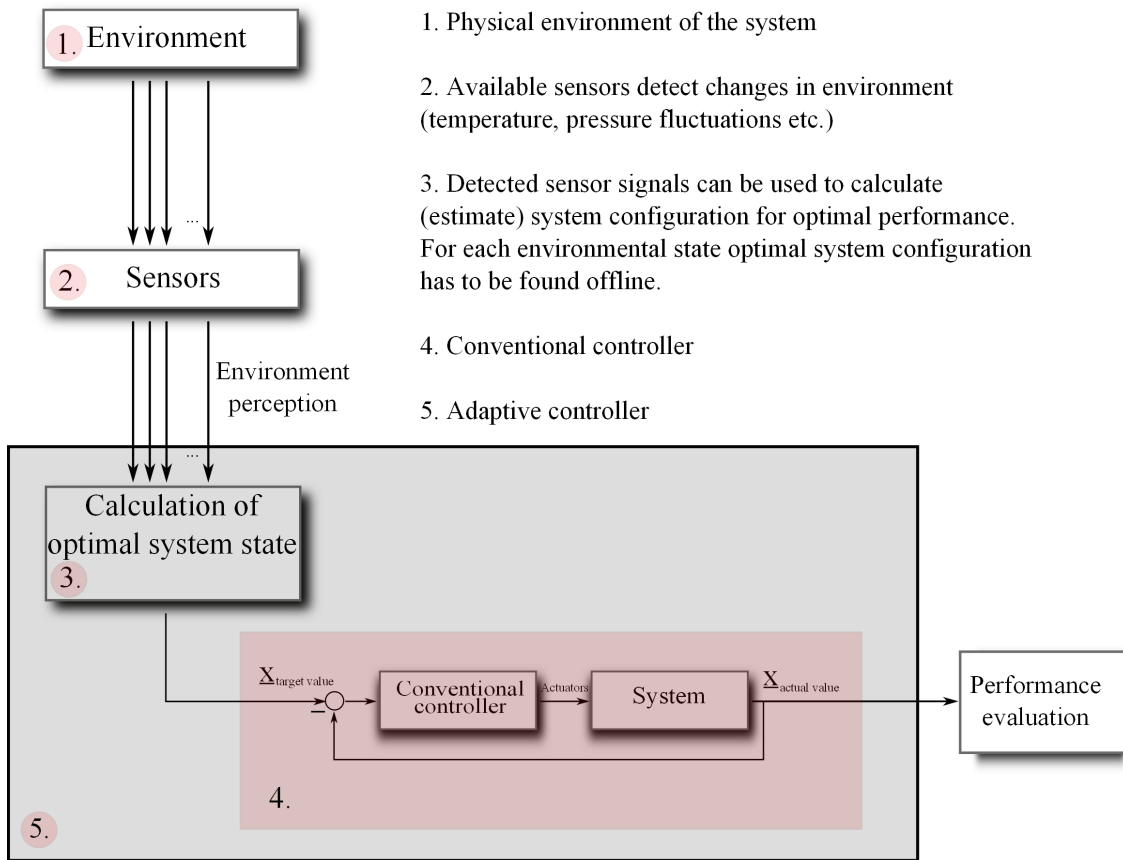 1. Environment
1. Physical environment of the system
2. Available sensors detect changes in environment
(temperature, pressure fluctuations etc.)
3. Detected sensor signals can be used to calculate
(estimate) system configuration for optimal performance.
For each environmental state optimal system configuration
has to be found offline.
4. Conventional controller
5. Adaptive controller
...
2. Sensors
Environment
perception
...
Calculation of
optimal system state
3.
X target value
−
Conventional
controller
Actuators
System
X actual value
Performance
evaluation
4.
5.